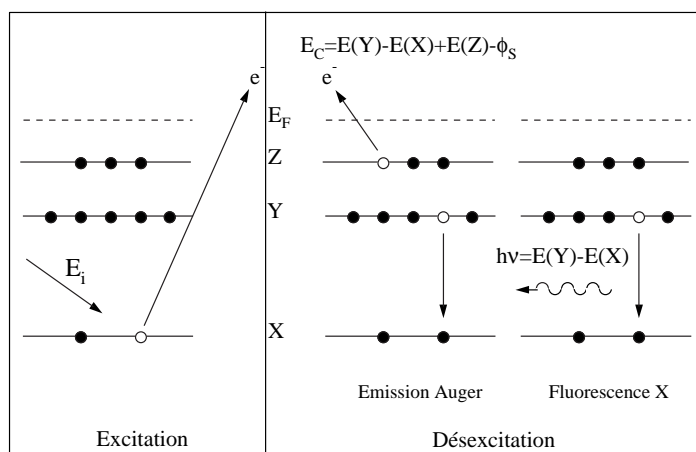 E_C=E(Y)-E(X)+E(Z)-ϕ_S
e⁻
e⁻
E_F
Z
Y
E_i
hν=E(Y)-E(X)
X
Emission Auger
Fluorescence X
Excitation
Désexcitation